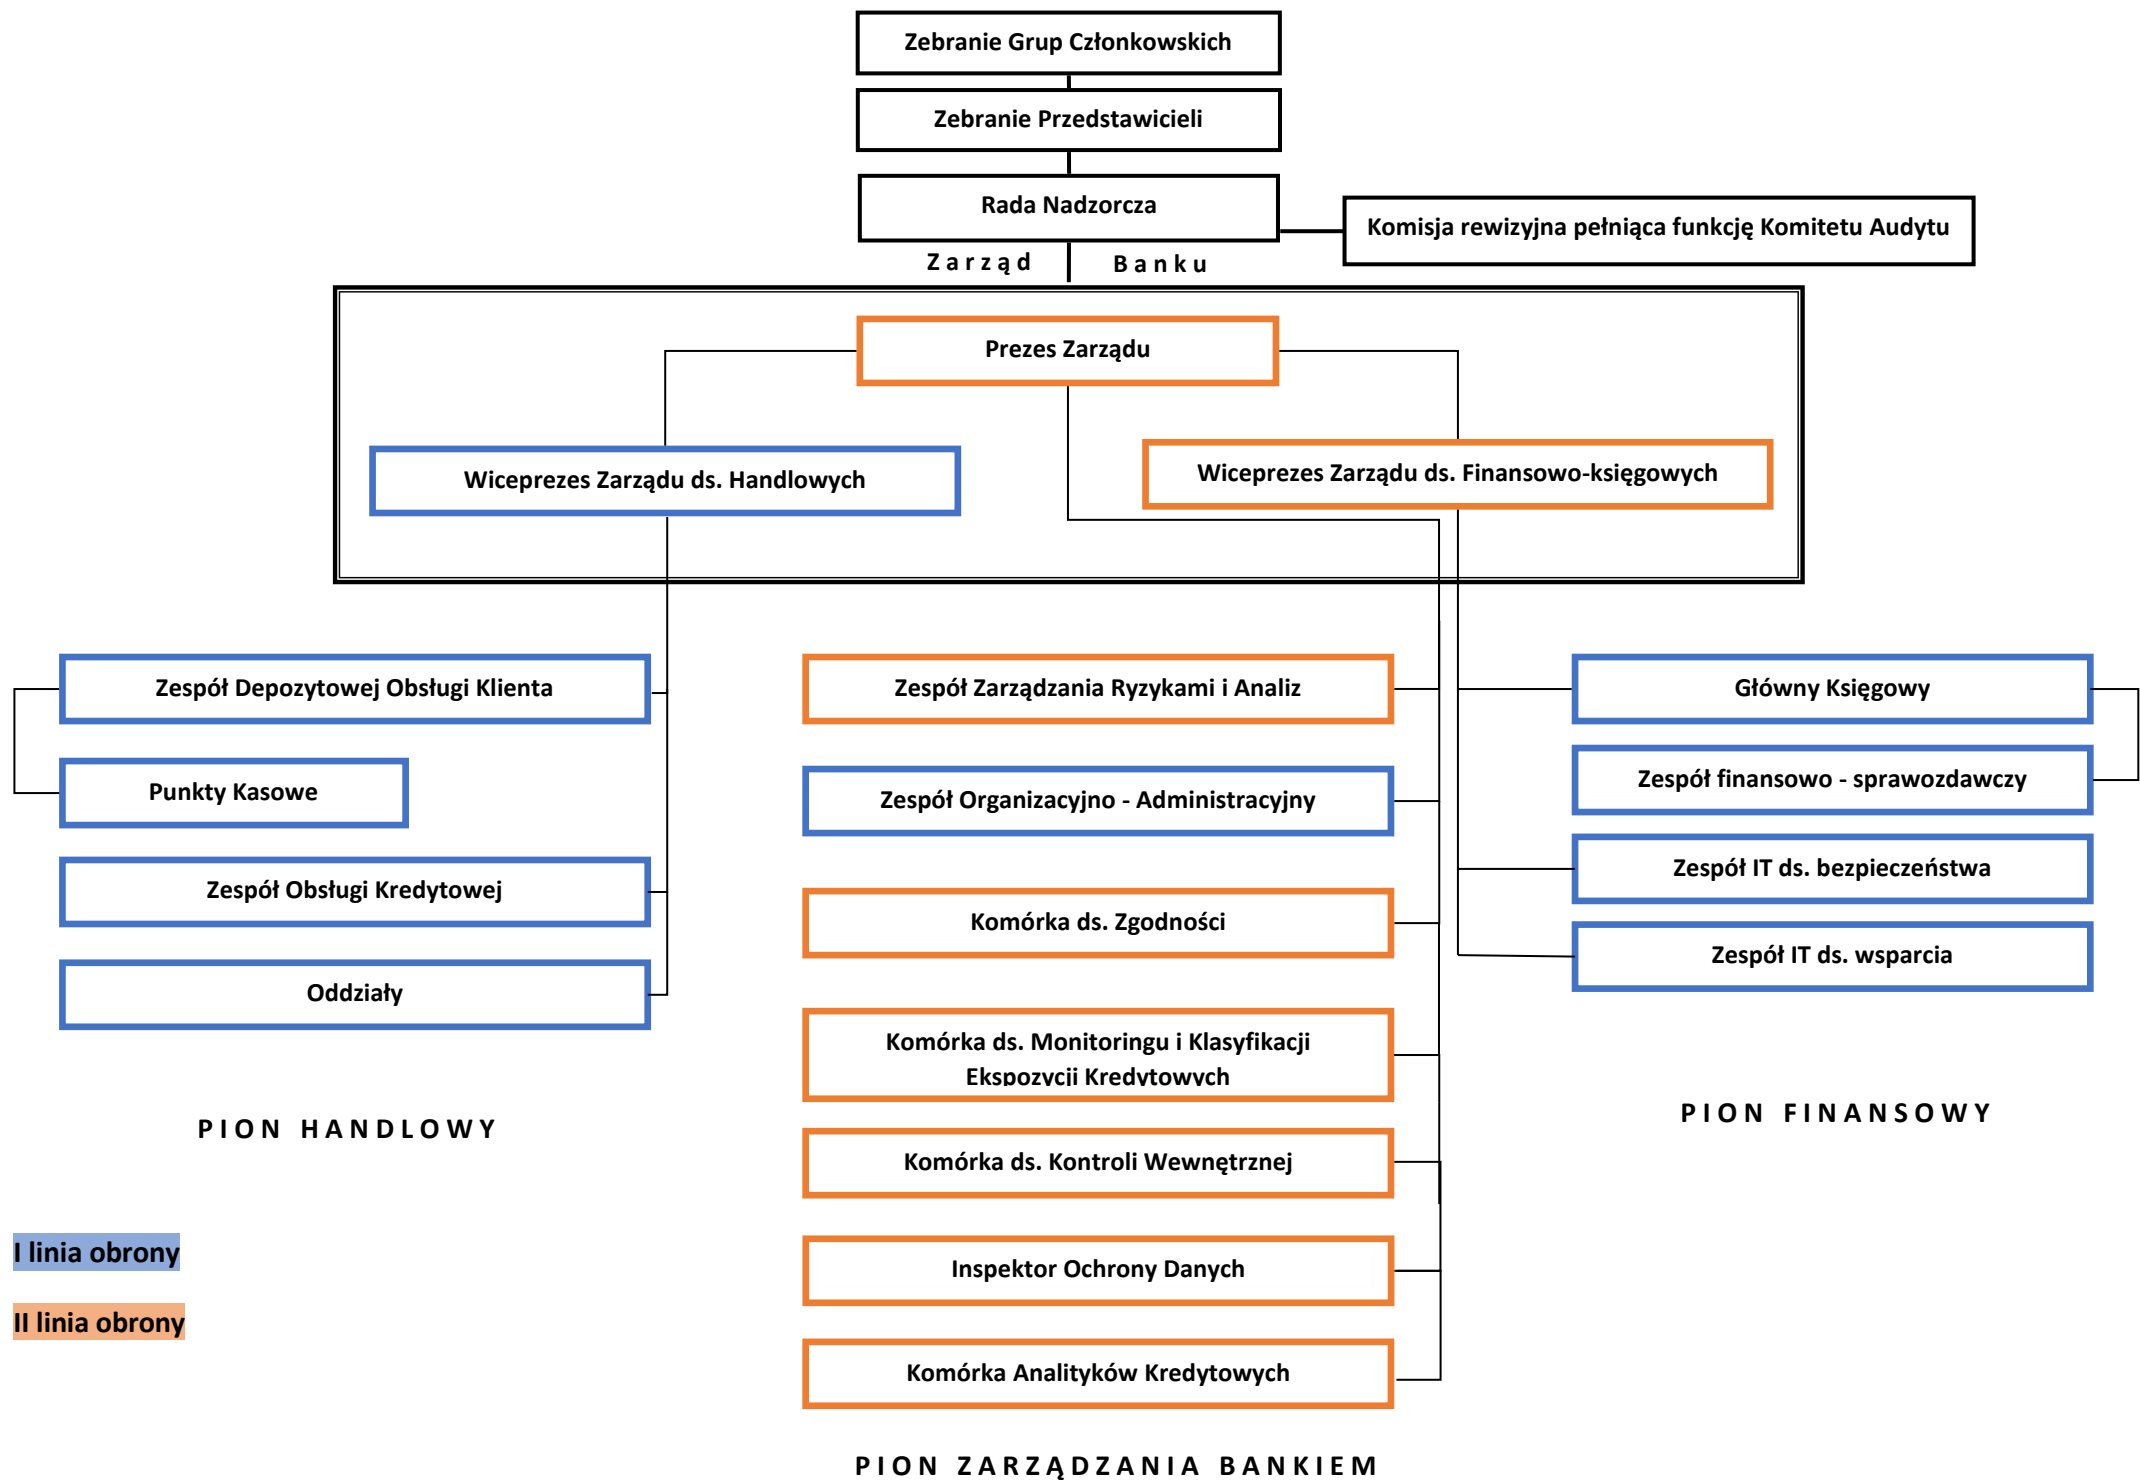 Zebranie Grup Członkowskich
Zebranie Przedstawicieli
Rada Nadzorcza
Komisja rewizyjna pełniąca funkcję Komitetu Audytu
Zarząd Banku
Prezes Zarządu
Wiceprezes Zarządu ds. Handlowych
Wiceprezes Zarządu ds. Finansowo-księgowych
Zespół Depozytowej Obsługi Klienta
Punkty Kasowe
Zespół Obsługi Kredytowej
Oddziały
PION HANDLOWY
Zespół Zarządzania Ryzykami i Analiz
Zespół Organizacyjno - Administracyjny
Komórka ds. Zgodności
Komórka ds. Monitoringu i Klasyfikacji
Ekspozycji Kredytowych
Komórka ds. Kontroli Wewnętrznej
Inspektor Ochrony Danych
Komórka Analityków Kredytowych
PION ZARZĄDZANIA BANKIEM
Główny Księgowy
Zespół finansowo - sprawozdawczy
Zespół IT ds. bezpieczeństwa
Zespół IT ds. wsparcia
PION FINANSOWY
I linia obrony
II linia obrony